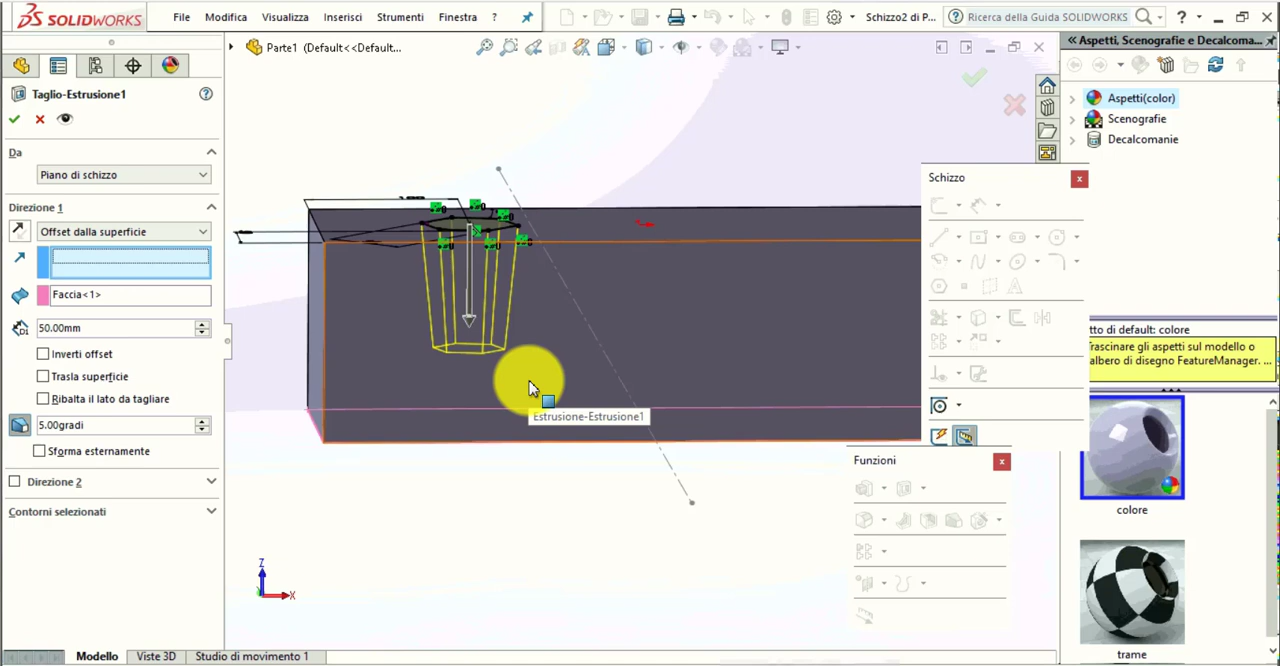 SOLIDWORKS
File
Modifica
Visualizza
Inserisci
Strumenti
Finestra
?
Schizzo2 di P...
Ricerca della Guida SOLIDWORKS
?
Parte1 (Default<<Default...
Aspetti, Scenografie e Decalcoma...
Taglio-Estrusione1
Aspetti(color)
Scenografie
Decalcomanie
Da
Piano di schizzo
Schizzo
Direzione 1
Offset dalla superficie
Faccia<1>
D1
50.00mm
tto di default: colore
Inverti offset
Trascinare gli aspetti sul modello o
albero di disegno FeatureManager. ...
Trasla superficie
Ribalta il lato da tagliare
5.00gradi
Estrusione-Estrusione1
Sforma esternamente
Funzioni
Direzione 2
Contorni selezionati
colore
Z
X
Modello
Viste 3D
Studio di movimento 1
trame